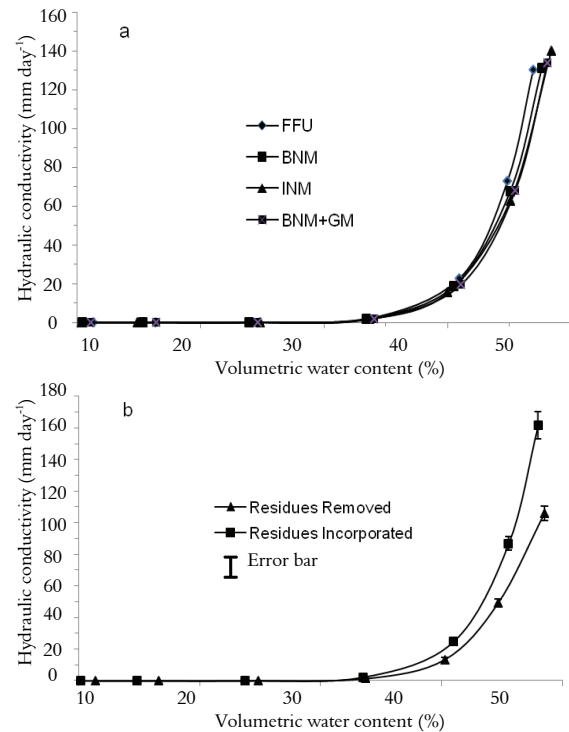 160
140
120
100
80
60
40
20
0
Hydraulic conductivity (mm day⁻¹)
a
FFU
BNM
INM
BNM+GM
10 20 30 40 50
Volumetric water content (%)
180
160
140
120
100
80
60
40
20
0
Hydraulic conductivity (mm day⁻¹)
b
Residues Removed
Residues Incorporated
Error bar
10 20 30 40 50
Volumetric water content (%)